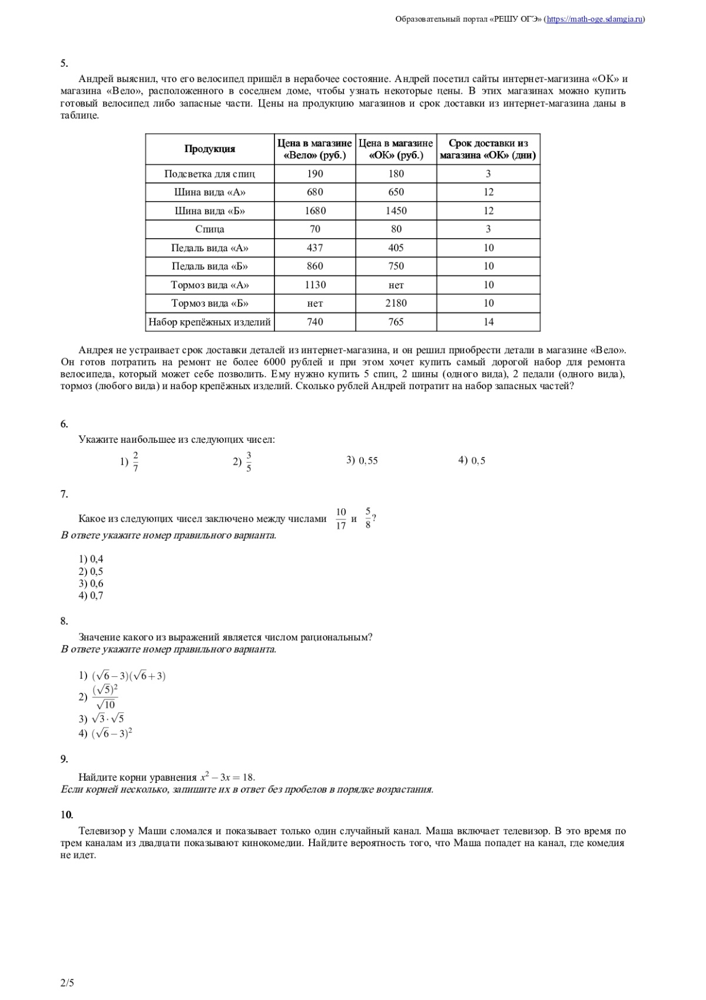 Образовательный портал «РЕШУ ОГЭ» (https://math-oge.sdamgia.ru)
5.
Андрей выяснил, что его велосипед пришёл в нерабочее состояние. Андрей посетил сайты интернет-магизина «ОК» и
магазина «Вело», расположенного в соседнем доме, чтобы узнать некоторые цены. В этих магазинах можно купить
готовый велосипед либо запасные части. Цены на продукцию магазинов и срок доставки из интернет-магазина даны в
таблице.
Продукция | Цена в магазине «Вело» (руб.) | Цена в магазине «ОК» (руб.) | Срок доставки из магазина «ОК» (дни)
Подсветка для спиц 190 180 3
Шина вида «А» 680 650 12
Шина вида «Б» 1680 1450 12
Спица 70 80 3
Педаль вида «А» 437 405 10
Педаль вида «Б» 860 750 10
Тормоз вида «А» 1130 нет 10
Тормоз вида «Б» нет 2180 10
Набор крепёжных изделий 740 765 14
Андрея не устраивает срок доставки деталей из интернет-магазина, и он решил приобрести детали в магазине «Вело».
Он готов потратить на ремонт не более 6000 рублей и при этом хочет купить самый дорогой набор для ремонта
велосипеда, который может себе позволить. Ему нужно купить 5 спиц, 2 шины (одного вида), 2 педали (одного вида),
тормоз (любого вида) и набор крепёжных изделий. Сколько рублей Андрей потратит на набор запасных частей?
6.
Укажите наибольшее из следующих чисел:
1) 2/7 2) 3/5 3) 0,55 4) 0,5
7.
Какое из следующих чисел заключено между числами 10/17 и 5/8?
В ответе укажите номер правильного варианта.
1) 0,4
2) 0,5
3) 0,6
4) 0,7
8.
Значение какого из выражений является числом рациональным?
В ответе укажите номер правильного варианта.
1) (√6 − 3)(√6 + 3)
2) (√5)²/√10
3) √3 · √5
4) (√6 − 3)²
9.
Найдите корни уравнения x² − 3x = 18.
Если корней несколько, запишите их в ответ без пробелов в порядке возрастания.
10.
Телевизор у Маши сломался и показывает только один случайный канал. Маша включает телевизор. В это время по
трем каналам из двадцати показывают кинокомедии. Найдите вероятность того, что Маша попадет на канал, где комедия
не идет.
2/5